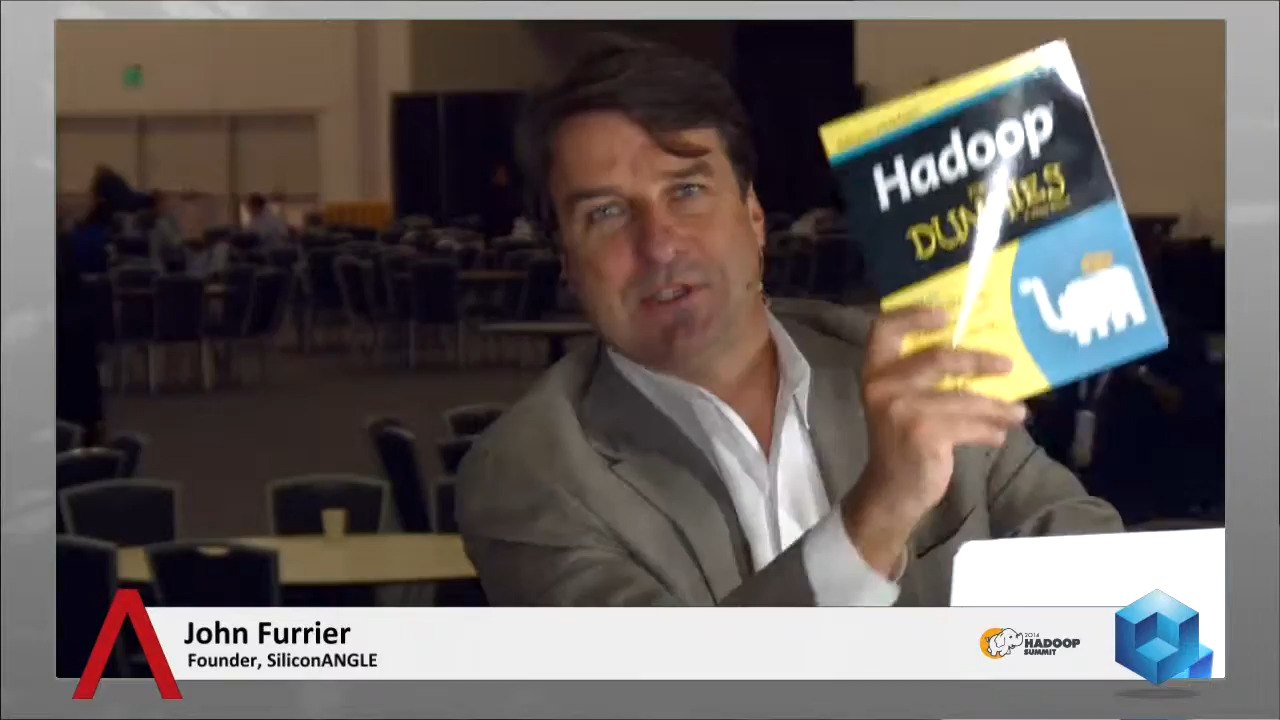 Hadoop
DUMMIES
John Furrier
Founder, SiliconANGLE
2014
HADOOP
SUMMIT